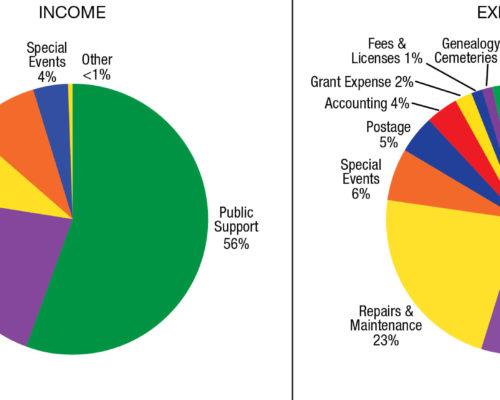 INCOME
Special
Events
4%
Other
<1%
Public
Support
56%
Fees &
Licenses 1%
Genealogy
Cemeteries
Grant Expense 2%
Accounting 4%
Postage
5%
Special
Events
6%
Repairs &
Maintenance
23%